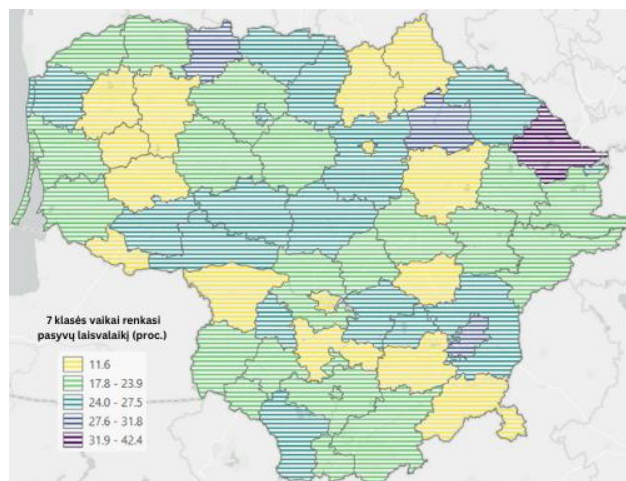 7 klasės vaikai renkasi
pasyvų laisvalaikį (proc.)
11.6
17.8 - 23.9
24.0 - 27.5
27.6 - 31.8
31.9 - 42.4